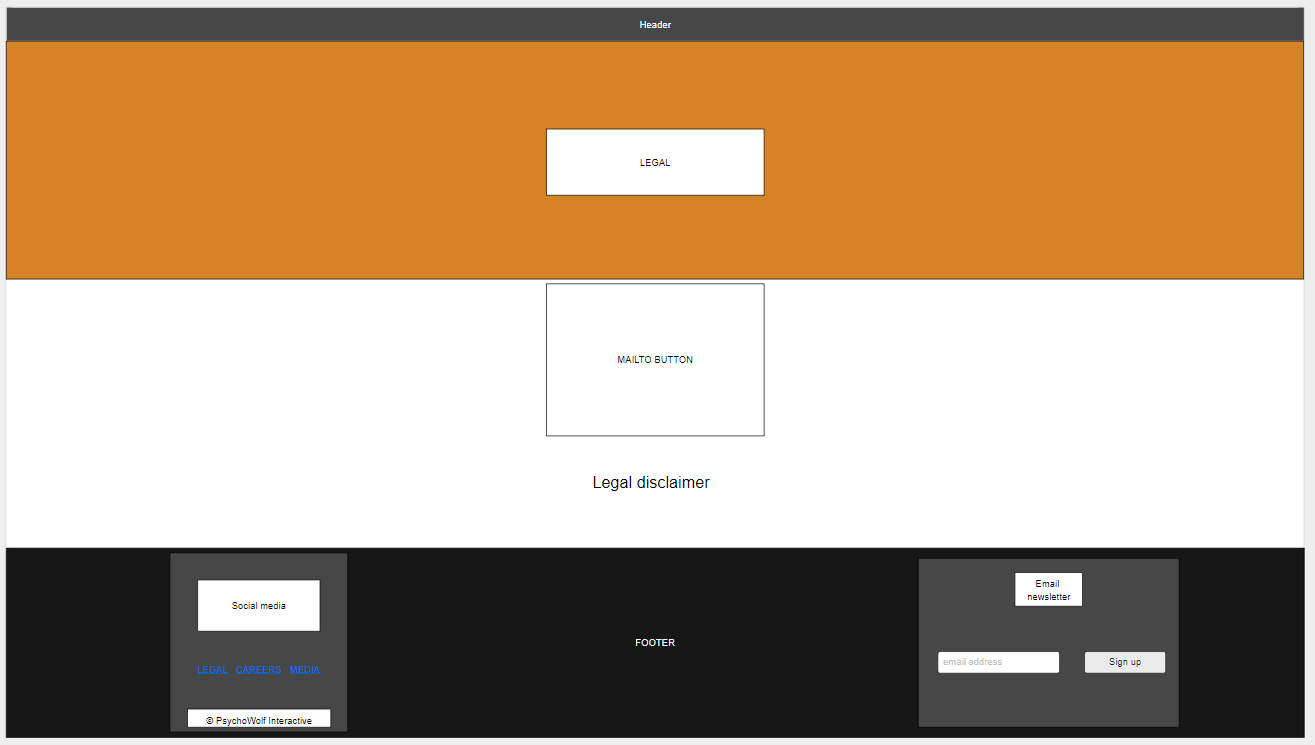 Header
LEGAL
MAILTO BUTTON
Legal disclaimer
Social media
LEGAL CAREERS MEDIA
© PsychoWolf Interactive
FOOTER
Email
newsletter
email address
Sign up